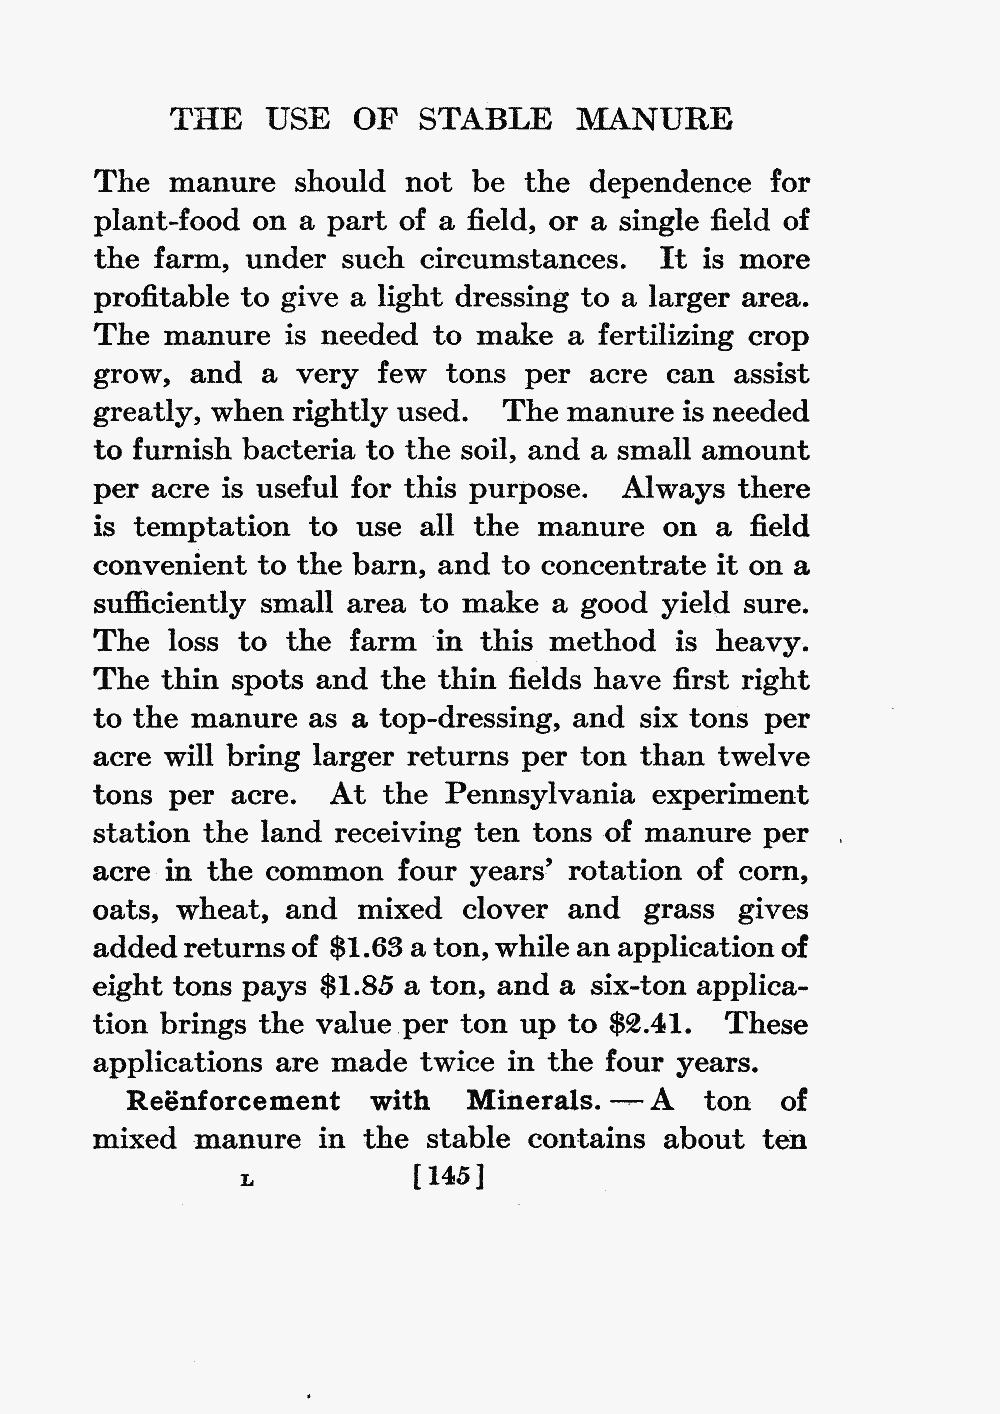 THE USE OF STABLE MANURE
The manure should not be the dependence for
plant-food on a part of a field, or a single field of
the farm, under such circumstances. It is more
profitable to give a light dressing to a larger area.
The manure is needed to make a fertilizing crop
grow, and a very few tons per acre can assist
greatly, when rightly used. The manure is needed
to furnish bacteria to the soil, and a small amount
per acre is useful for this purpose. Always there
is temptation to use all the manure on a field
convenient to the barn, and to concentrate it on a
sufficiently small area to make a good yield sure.
The loss to the farm in this method is heavy.
The thin spots and the thin fields have first right
to the manure as a top-dressing, and six tons per
acre will bring larger returns per ton than twelve
tons per acre. At the Pennsylvania experiment
station the land receiving ten tons of manure per
acre in the common four years’ rotation of corn,
oats, wheat, and mixed clover and grass gives
added returns of $1.63 a ton, while an application of
eight tons pays $1.85 a ton, and a six-ton applica-
tion brings the value per ton up to $2.41. These
applications are made twice in the four years.
Reënforcement with Minerals. — A ton of
mixed manure in the stable contains about ten
L [145]